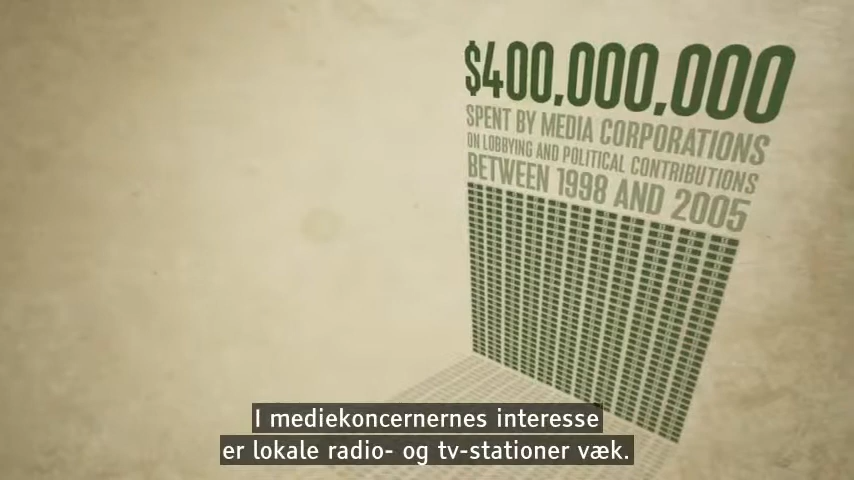 $400,000,000
SPENT BY MEDIA CORPORATIONS
ON LOBBYING AND POLITICAL CONTRIBUTIONS
BETWEEN 1998 AND 2005
I mediekoncernernes interesse
er lokale radio- og tv-stationer væk.